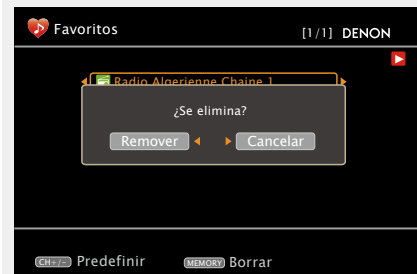 Favoritos [1/1] DENON
Radio Algerienne Chaine 1
¿Se elimina?
Remover Cancelar
CH+/- Predefinir MEMORY Borrar